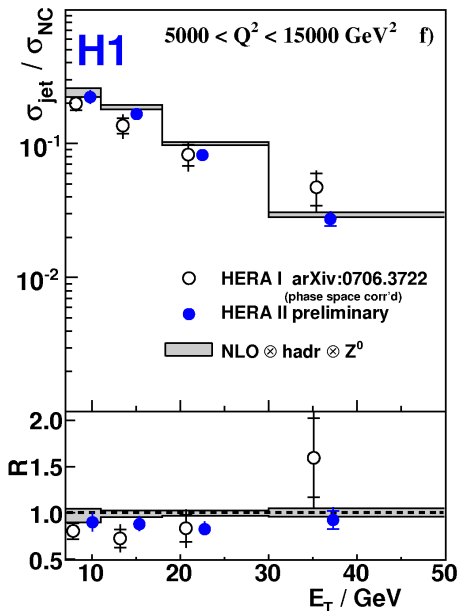 H1
5000 < Q² < 15000 GeV² f)
σjet / σNC
10⁻¹
10⁻²
HERA I arXiv:0706.3722
(phase space corr'd)
HERA II preliminary
NLO ⊗ hadr ⊗ Z⁰
R
2.0
1.5
1.0
0.5
10 20 30 40 50
E_T / GeV